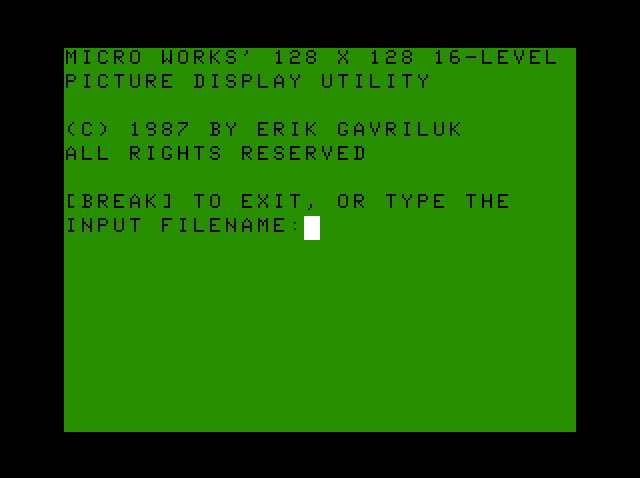 MICRO WORKS' 128 X 128 16-LEVEL
PICTURE DISPLAY UTILITY
(C) 1987 BY ERIK GAVRILUK
ALL RIGHTS RESERVED
[BREAK] TO EXIT, OR TYPE THE
INPUT FILENAME: